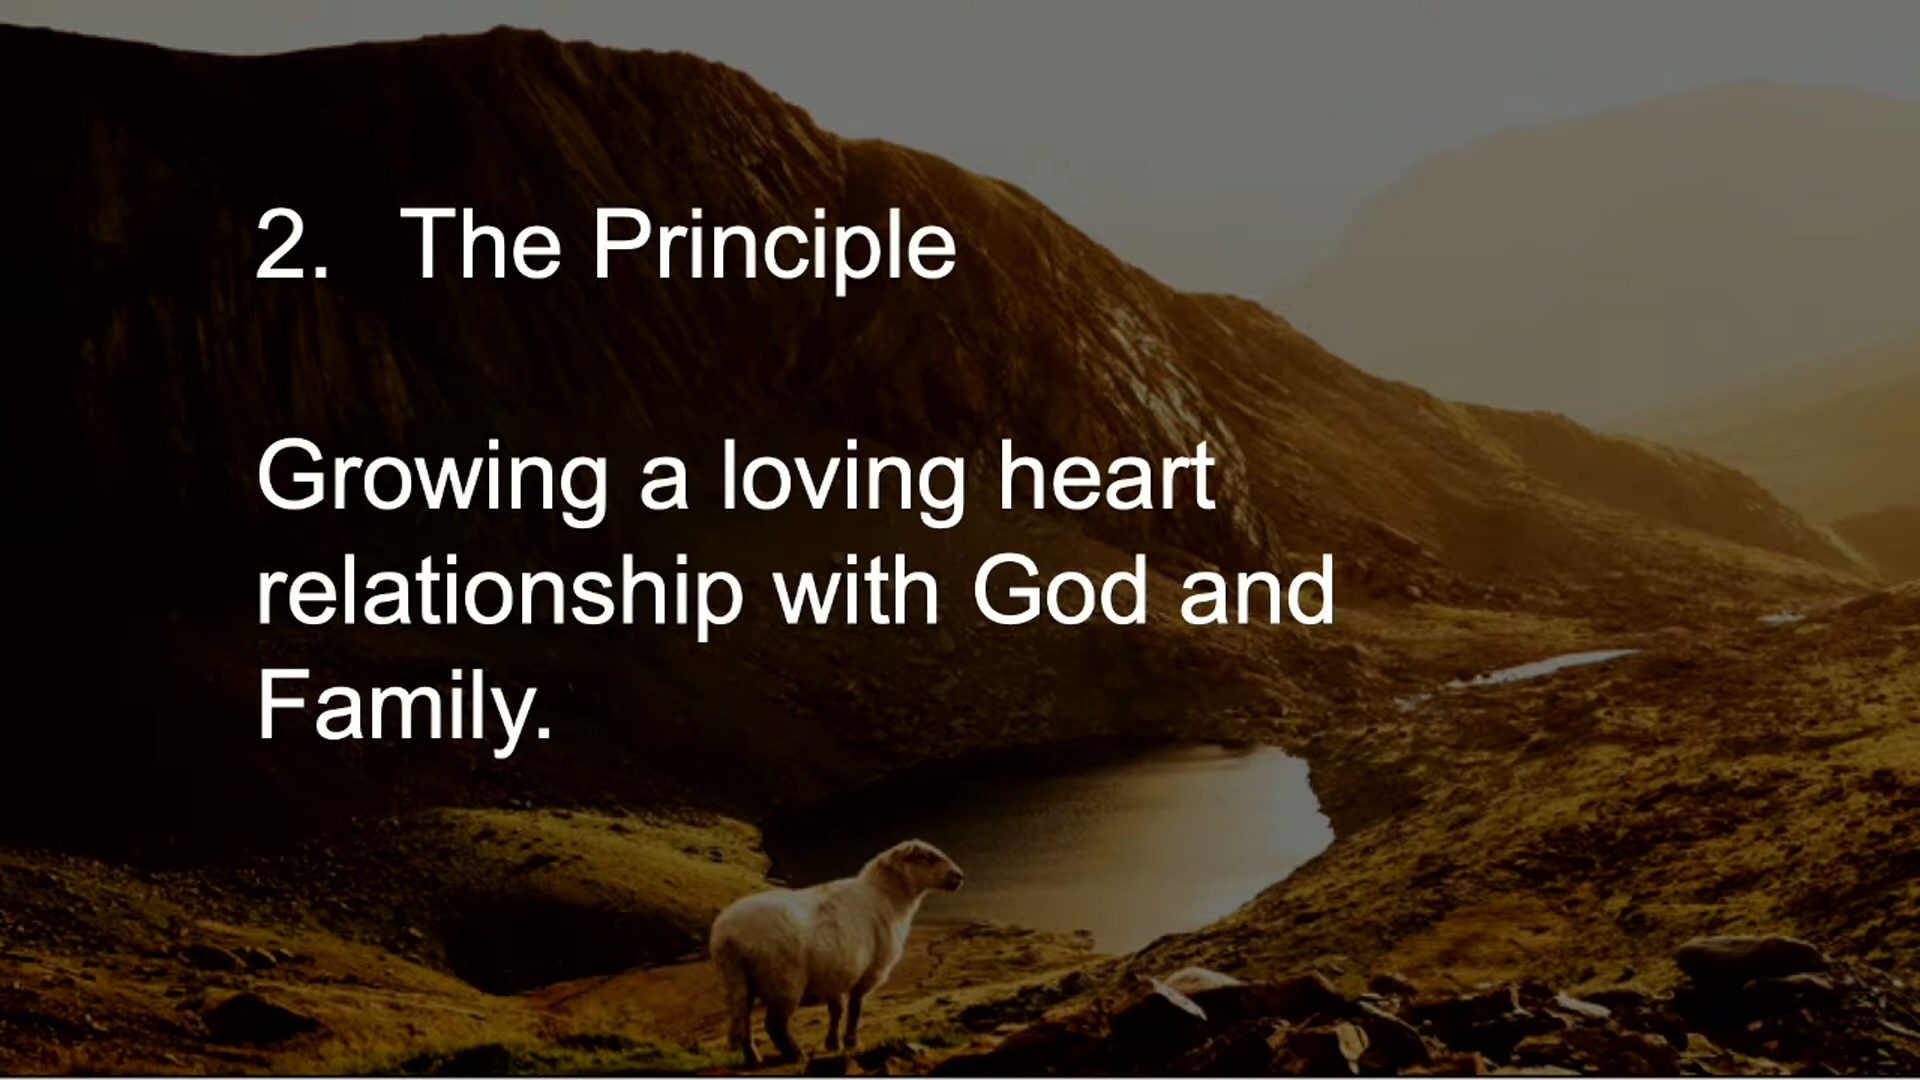 2. The Principle
Growing a loving heart
relationship with God and
Family.